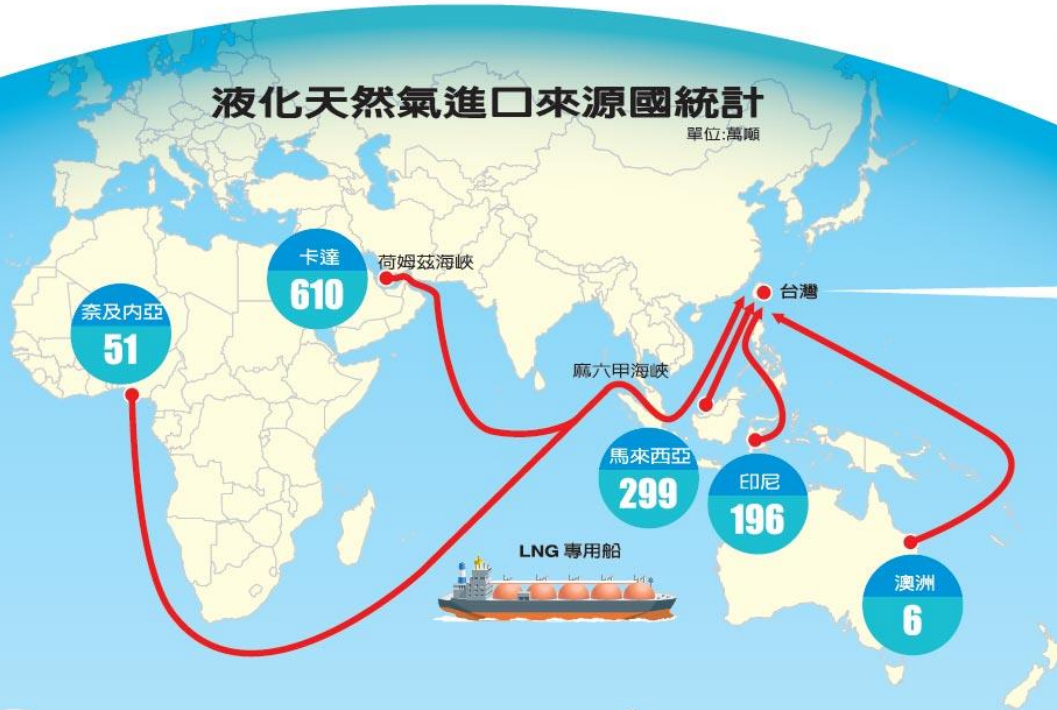 液化天然氣進口來源國統計
單位:萬噸
卡達
610
荷姆茲海峽
奈及內亞
51
台灣
麻六甲海峽
馬來西亞
299
印尼
196
LNG 專用船
澳洲
6